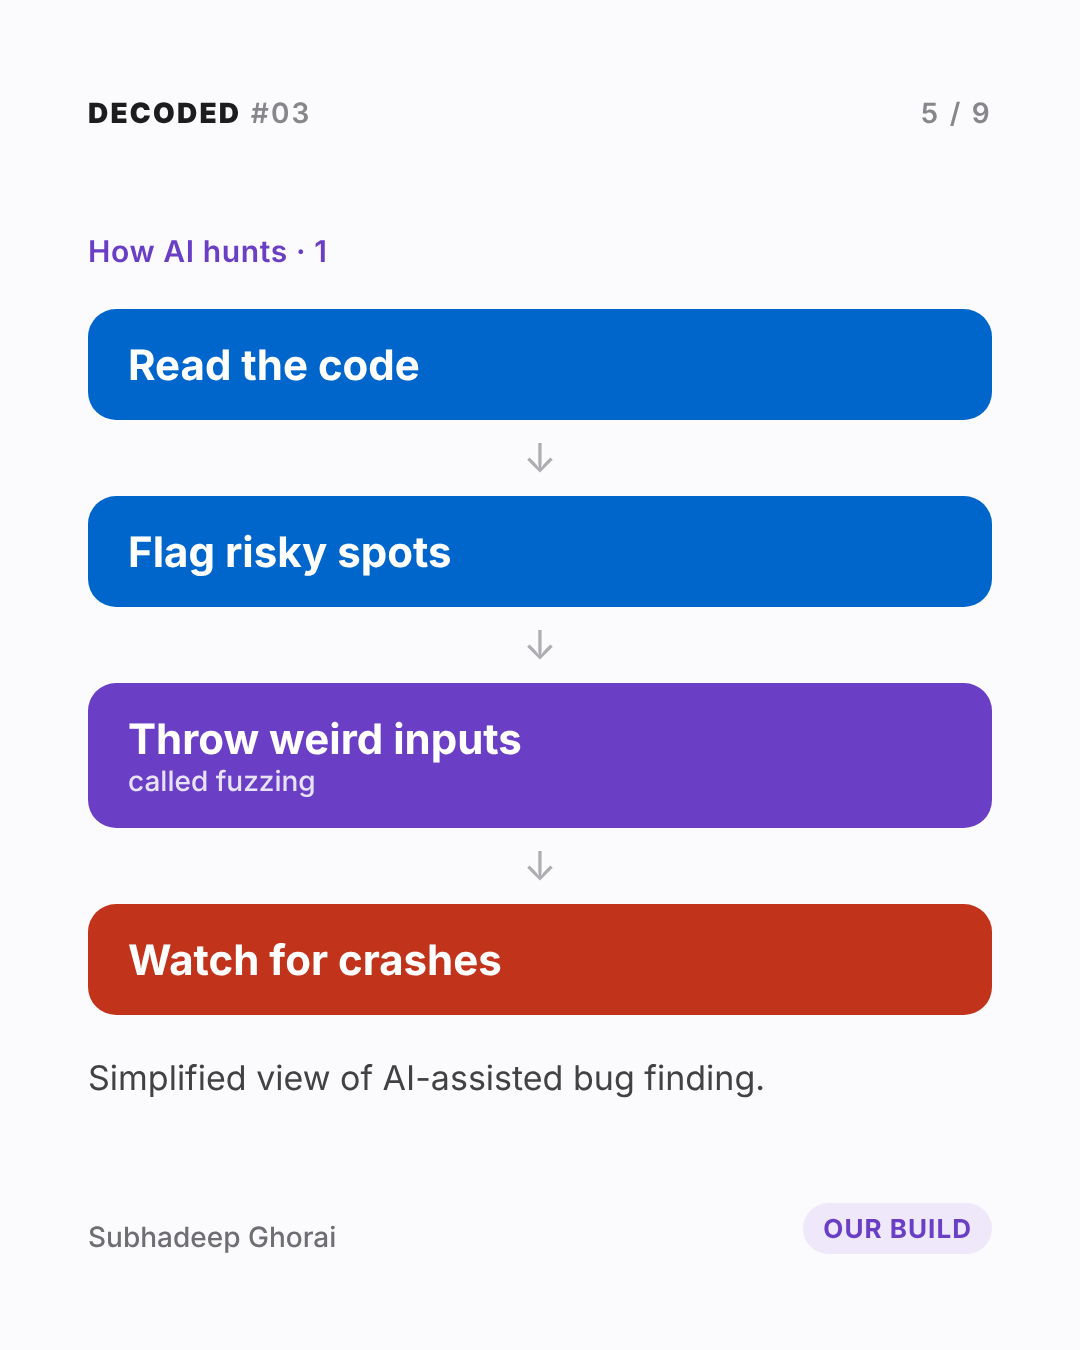 DECODED #03
5 / 9
How AI hunts · 1
Read the code
↓
Flag risky spots
↓
Throw weird inputs
called fuzzing
↓
Watch for crashes
Simplified view of AI-assisted bug finding.
Subhadeep Ghorai
OUR BUILD